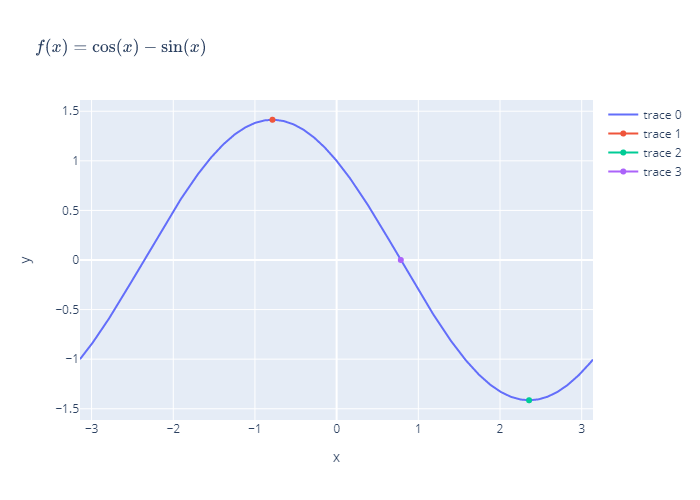 f(x) = cos(x) − sin(x)
1.5
1
0.5
0
−0.5
−1
−1.5
y
−3
−2
−1
0
1
2
3
x
trace 0
trace 1
trace 2
trace 3